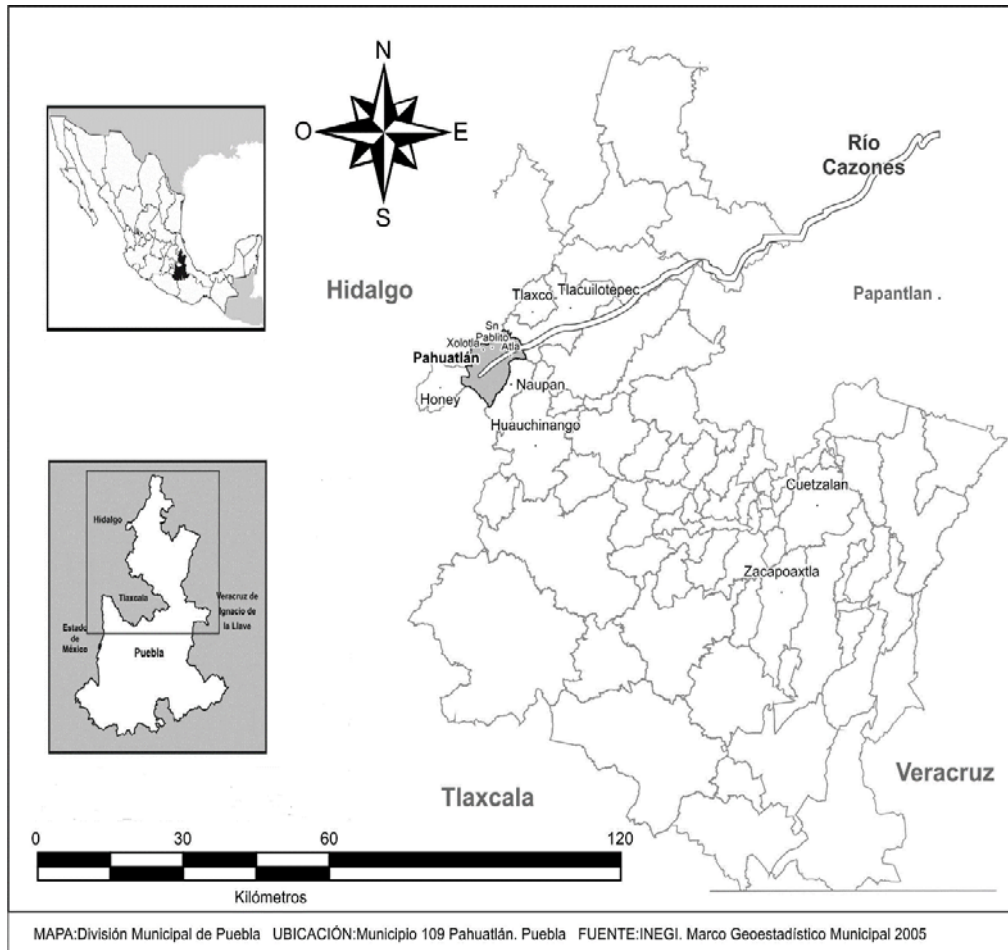 N
O
E
S
Río
Cazones
Hidalgo
Tlaxco
Tlacuilotepec
Papantlan .
Sn
Pablito
Xolotla
Atla
Pahuatlán
Naupan
Honey
Huauchinango
Cuetzalan
Zacapoaxtla
Hidalgo
Tlaxcala
Veracruz de
Ignacio de
la Llave
Estado
de
México
Puebla
Veracruz
Tlaxcala
0 30 60 120
Kilómetros
MAPA:División Municipal de Puebla UBICACIÓN:Municipio 109 Pahuatlán. Puebla FUENTE:INEGI. Marco Geoestadístico Municipal 2005